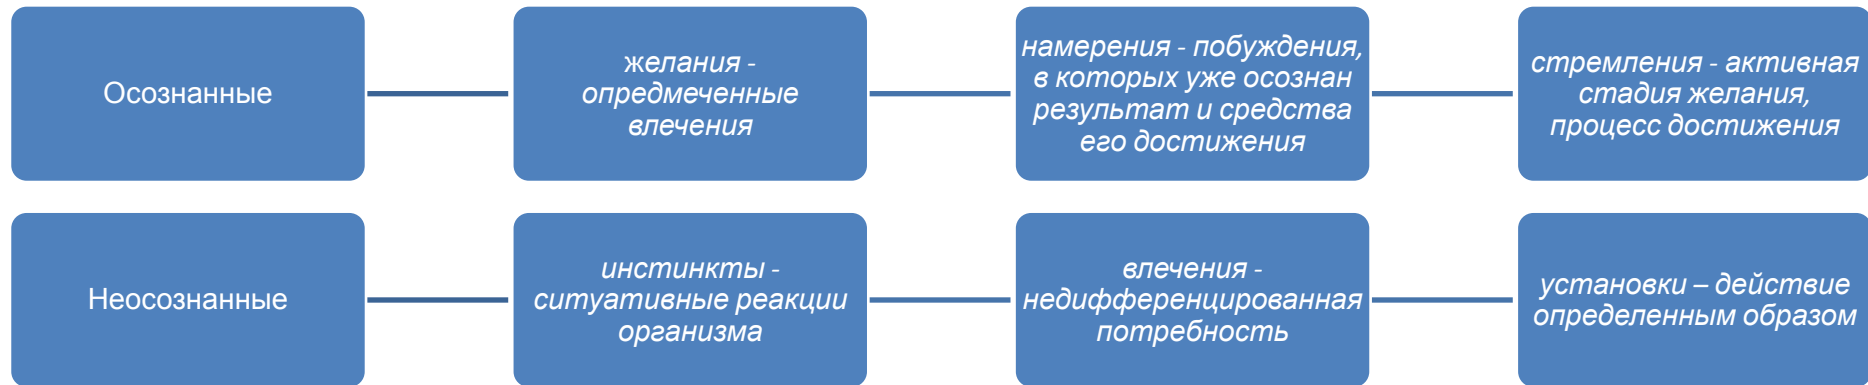 Осознанные
желания -
опредмеченные
влечения
намерения - побуждения,
в которых уже осознан
результат и средства
его достижения
стремления - активная
стадия желания,
процесс достижения
Неосознанные
инстинкты -
ситуативные реакции
организма
влечения -
недифференцированная
потребность
установки – действие
определенным образом